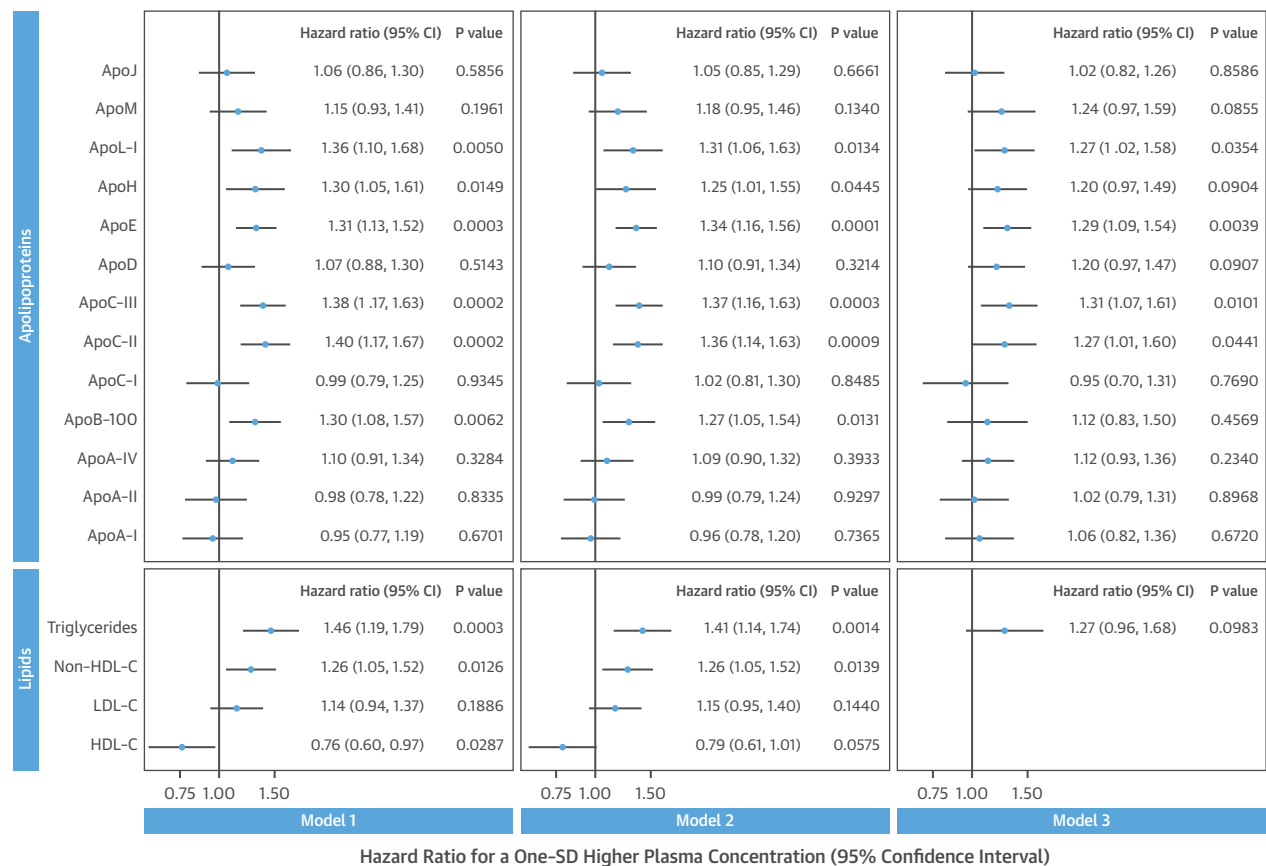 Hazard ratio (95% CI) P value Hazard ratio (95% CI) P value Hazard ratio (95% CI) P value
ApoJ 1.06 (0.86, 1.30) 0.5856 1.05 (0.85, 1.29) 0.6661 1.02 (0.82, 1.26) 0.8586
ApoM 1.15 (0.93, 1.41) 0.1961 1.18 (0.95, 1.46) 0.1340 1.24 (0.97, 1.59) 0.0855
ApoL-I 1.36 (1.10, 1.68) 0.0050 1.31 (1.06, 1.63) 0.0134 1.27 (1 .02, 1.58) 0.0354
ApoH 1.30 (1.05, 1.61) 0.0149 1.25 (1.01, 1.55) 0.0445 1.20 (0.97, 1.49) 0.0904
ApoE 1.31 (1.13, 1.52) 0.0003 1.34 (1.16, 1.56) 0.0001 1.29 (1.09, 1.54) 0.0039
ApoD 1.07 (0.88, 1.30) 0.5143 1.10 (0.91, 1.34) 0.3214 1.20 (0.97, 1.47) 0.0907
ApoC-III 1.38 (1 .17, 1.63) 0.0002 1.37 (1.16, 1.63) 0.0003 1.31 (1.07, 1.61) 0.0101
ApoC-II 1.40 (1.17, 1.67) 0.0002 1.36 (1.14, 1.63) 0.0009 1.27 (1.01, 1.60) 0.0441
ApoC-I 0.99 (0.79, 1.25) 0.9345 1.02 (0.81, 1.30) 0.8485 0.95 (0.70, 1.31) 0.7690
ApoB-100 1.30 (1.08, 1.57) 0.0062 1.27 (1.05, 1.54) 0.0131 1.12 (0.83, 1.50) 0.4569
ApoA-IV 1.10 (0.91, 1.34) 0.3284 1.09 (0.90, 1.32) 0.3933 1.12 (0.93, 1.36) 0.2340
ApoA-II 0.98 (0.78, 1.22) 0.8335 0.99 (0.79, 1.24) 0.9297 1.02 (0.79, 1.31) 0.8968
ApoA-I 0.95 (0.77, 1.19) 0.6701 0.96 (0.78, 1.20) 0.7365 1.06 (0.82, 1.36) 0.6720
Apolipoproteins
Hazard ratio (95% CI) P value Hazard ratio (95% CI) P value Hazard ratio (95% CI) P value
Triglycerides 1.46 (1.19, 1.79) 0.0003 1.41 (1.14, 1.74) 0.0014 1.27 (0.96, 1.68) 0.0983
Non-HDL-C 1.26 (1.05, 1.52) 0.0126 1.26 (1.05, 1.52) 0.0139
LDL-C 1.14 (0.94, 1.37) 0.1886 1.15 (0.95, 1.40) 0.1440
HDL-C 0.76 (0.60, 0.97) 0.0287 0.79 (0.61, 1.01) 0.0575
Lipids
0.75 1.00 1.50 0.75 1.00 1.50 0.75 1.00 1.50
Model 1 Model 2 Model 3
Hazard Ratio for a One-SD Higher Plasma Concentration (95% Confidence Interval)